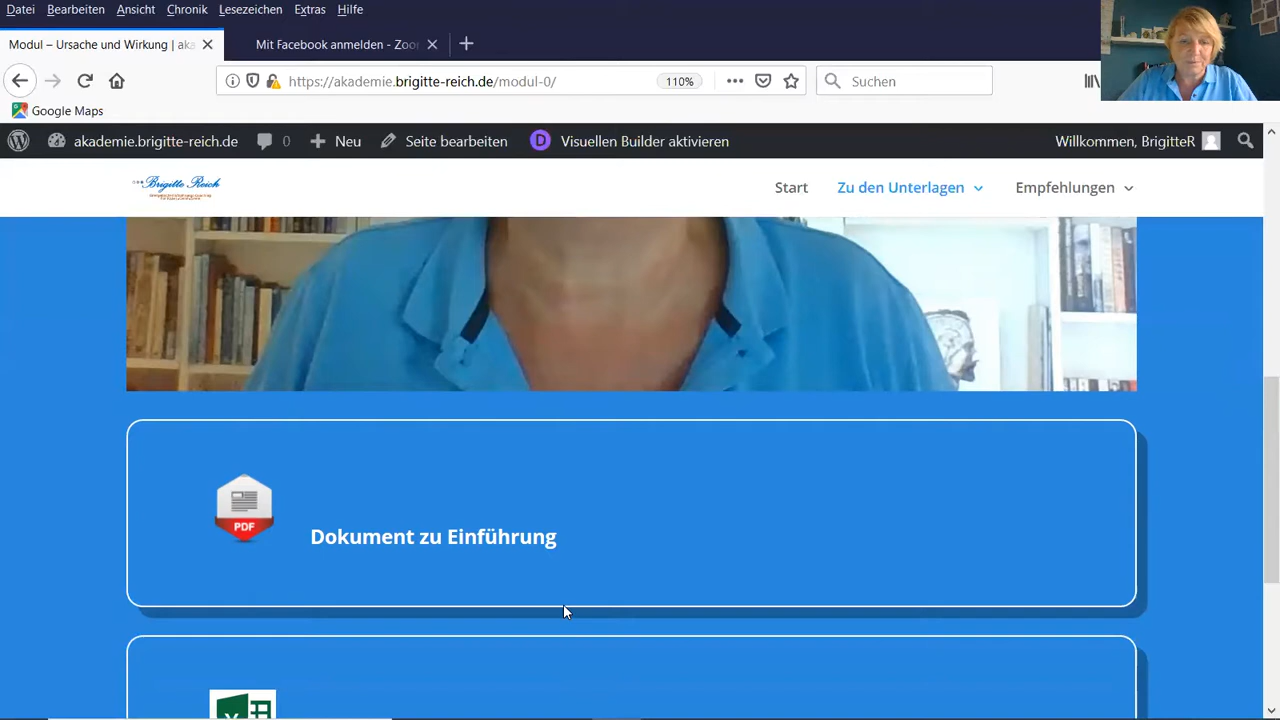 Datei Bearbeiten Ansicht Chronik Lesezeichen Extras Hilfe
Modul – Ursache und Wirkung | aka
Mit Facebook anmelden - Zoo
https://akademie.brigitte-reich.de/modul-0/
110%
Suchen
Google Maps
akademie.brigitte-reich.de 0 Neu Seite bearbeiten D Visuellen Builder aktivieren
Willkommen, BrigitteR
Brigitte Reich
Start Zu den Unterlagen Empfehlungen
PDF
Dokument zu Einführung